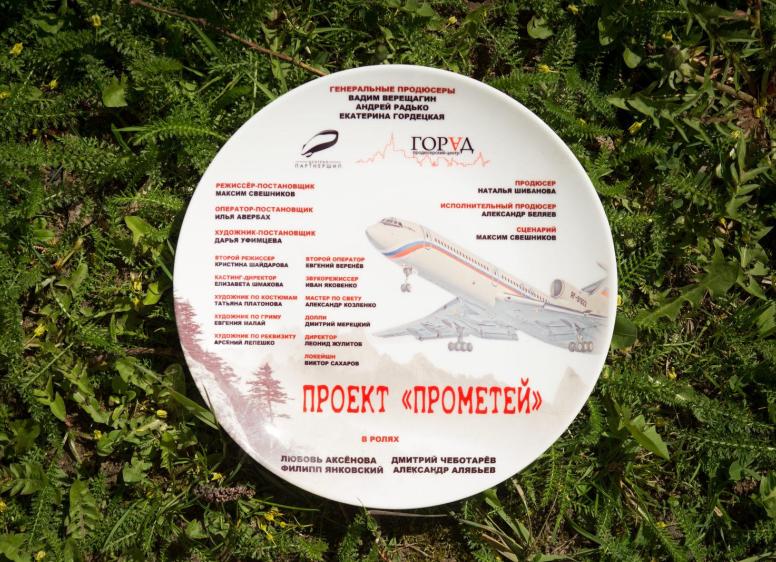 ГЕНЕРАЛЬНЫЕ ПРОДЮСЕРЫ
ВАДИМ ВЕРЕЩАГИН
АНДРЕЙ РАДЬКО
ЕКАТЕРИНА ГОРДЕЦКАЯ
ЦЕНТРАЛ
ПАРТНЕРШИП
ГОРАД
продюсерский центр
РЕЖИССЁР-ПОСТАНОВЩИК
МАКСИМ СВЕШНИКОВ
ОПЕРАТОР-ПОСТАНОВЩИК
ИЛЬЯ АВЕРБАХ
ХУДОЖНИК-ПОСТАНОВЩИК
ДАРЬЯ УФИМЦЕВА
ПРОДЮСЕР
НАТАЛЬЯ ШИБАНОВА
ИСПОЛНИТЕЛЬНЫЙ ПРОДЮСЕР
АЛЕКСАНДР БЕЛЯЕВ
СЦЕНАРИЙ
МАКСИМ СВЕШНИКОВ
ВТОРОЙ РЕЖИССЕР
КРИСТИНА ШАЙДАРОВА
КАСТИНГ-ДИРЕКТОР
ЕЛИЗАВЕТА ШМАКОВА
ХУДОЖНИК ПО КОСТЮМАМ
ТАТЬЯНА ПЛАТОНОВА
ХУДОЖНИК ПО ГРИМУ
ЕВГЕНИЯ МАЛАЙ
ХУДОЖНИК ПО РЕКВИЗИТУ
АРСЕНИЙ ЛЕПЕШКО
ВТОРОЙ ОПЕРАТОР
ЕВГЕНИЙ ВЕРЕНЁВ
ЗВУКОРЕЖИССЕР
ИВАН ЯКОВЕНКО
МАСТЕР ПО СВЕТУ
АЛЕКСАНДР КОЗЛЕНКО
ДОЛЛИ
ДМИТРИЙ МЕРЕЦКИЙ
ДИРЕКТОР
ЛЕОНИД ЖУЛИТОВ
ЛОКЕЙШН
ВИКТОР САХАРОВ
ПРОЕКТ «ПРОМЕТЕЙ»
В РОЛЯХ
ЛЮБОВЬ АКСЁНОВА ДМИТРИЙ ЧЕБОТАРЁВ
ФИЛИПП ЯНКОВСКИЙ АЛЕКСАНДР АЛЯБЬЕВ